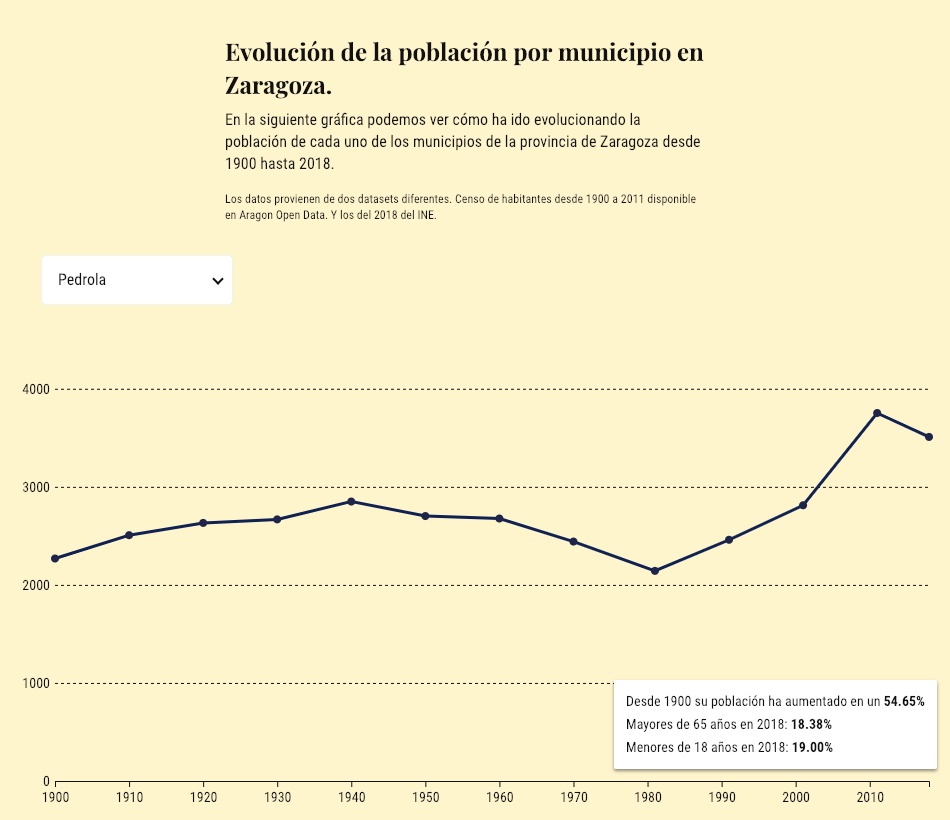 Evolución de la población por municipio en
Zaragoza.
En la siguiente gráfica podemos ver cómo ha ido evolucionando la
población de cada uno de los municipios de la provincia de Zaragoza desde
1900 hasta 2018.
Los datos provienen de dos datasets diferentes. Censo de habitantes desde 1900 a 2011 disponible
en Aragon Open Data. Y los del 2018 del INE.
Pedrola
4000
3000
2000
1000
Desde 1900 su población ha aumentado en un 54.65%
Mayores de 65 años en 2018: 18.38%
Menores de 18 años en 2018: 19.00%
0
1900 1910 1920 1930 1940 1950 1960 1970 1980 1990 2000 2010